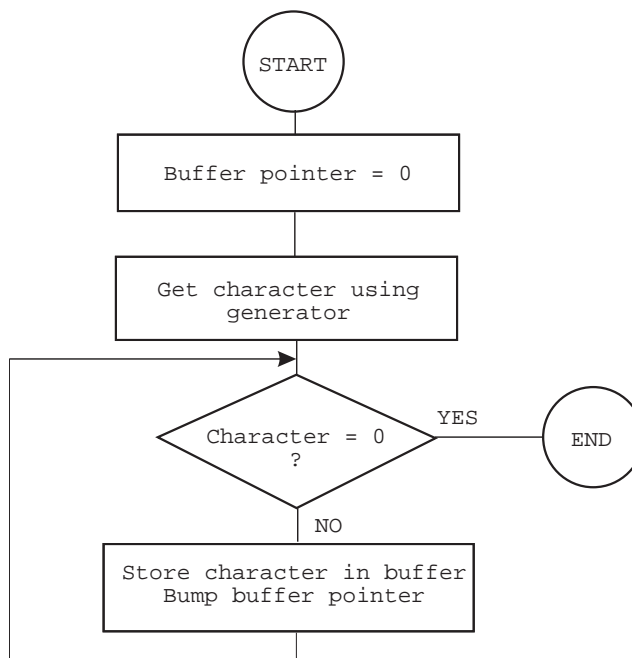 START
Buffer pointer = 0
Get character using
generator
Character = 0
?
YES
END
NO
Store character in buffer
Bump buffer pointer